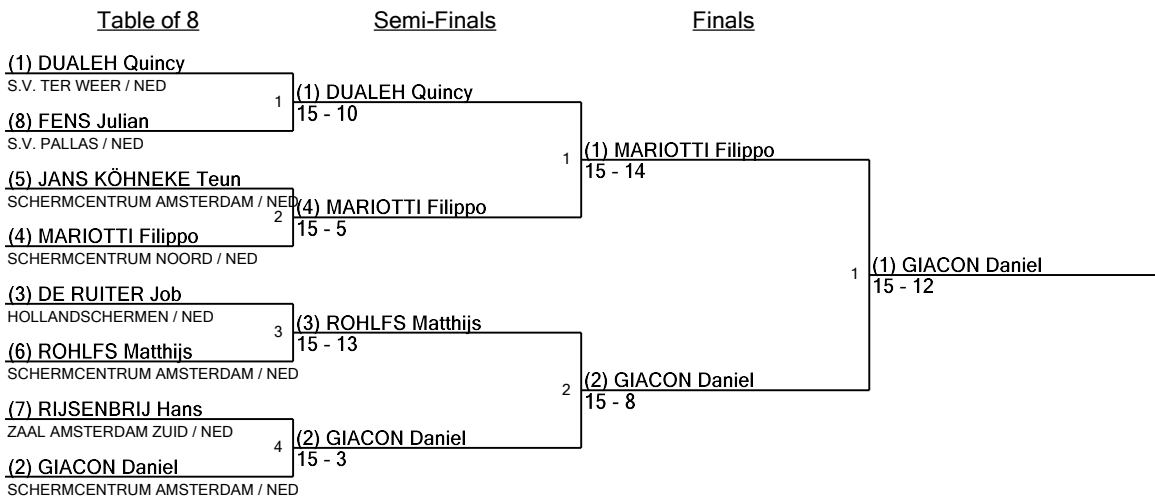 Table of 8 Semi-Finals Finals
(1) DUALEH Quincy
S.V. TER WEER / NED
1 (1) DUALEH Quincy
15 - 10
(8) FENS Julian
S.V. PALLAS / NED
1 (1) MARIOTTI Filippo
15 - 14
(5) JANS KÖHNEKE Teun
SCHERMCENTRUM AMSTERDAM / NED
2 (4) MARIOTTI Filippo
15 - 5
(4) MARIOTTI Filippo
SCHERMCENTRUM NOORD / NED
1 (1) GIACON Daniel
15 - 12
(3) DE RUITER Job
HOLLANDSCHERMEN / NED
3 (3) ROHLFS Matthijs
15 - 13
(6) ROHLFS Matthijs
SCHERMCENTRUM AMSTERDAM / NED
2 (2) GIACON Daniel
15 - 8
(7) RIJSENBRIJ Hans
ZAAL AMSTERDAM ZUID / NED
4 (2) GIACON Daniel
15 - 3
(2) GIACON Daniel
SCHERMCENTRUM AMSTERDAM / NED